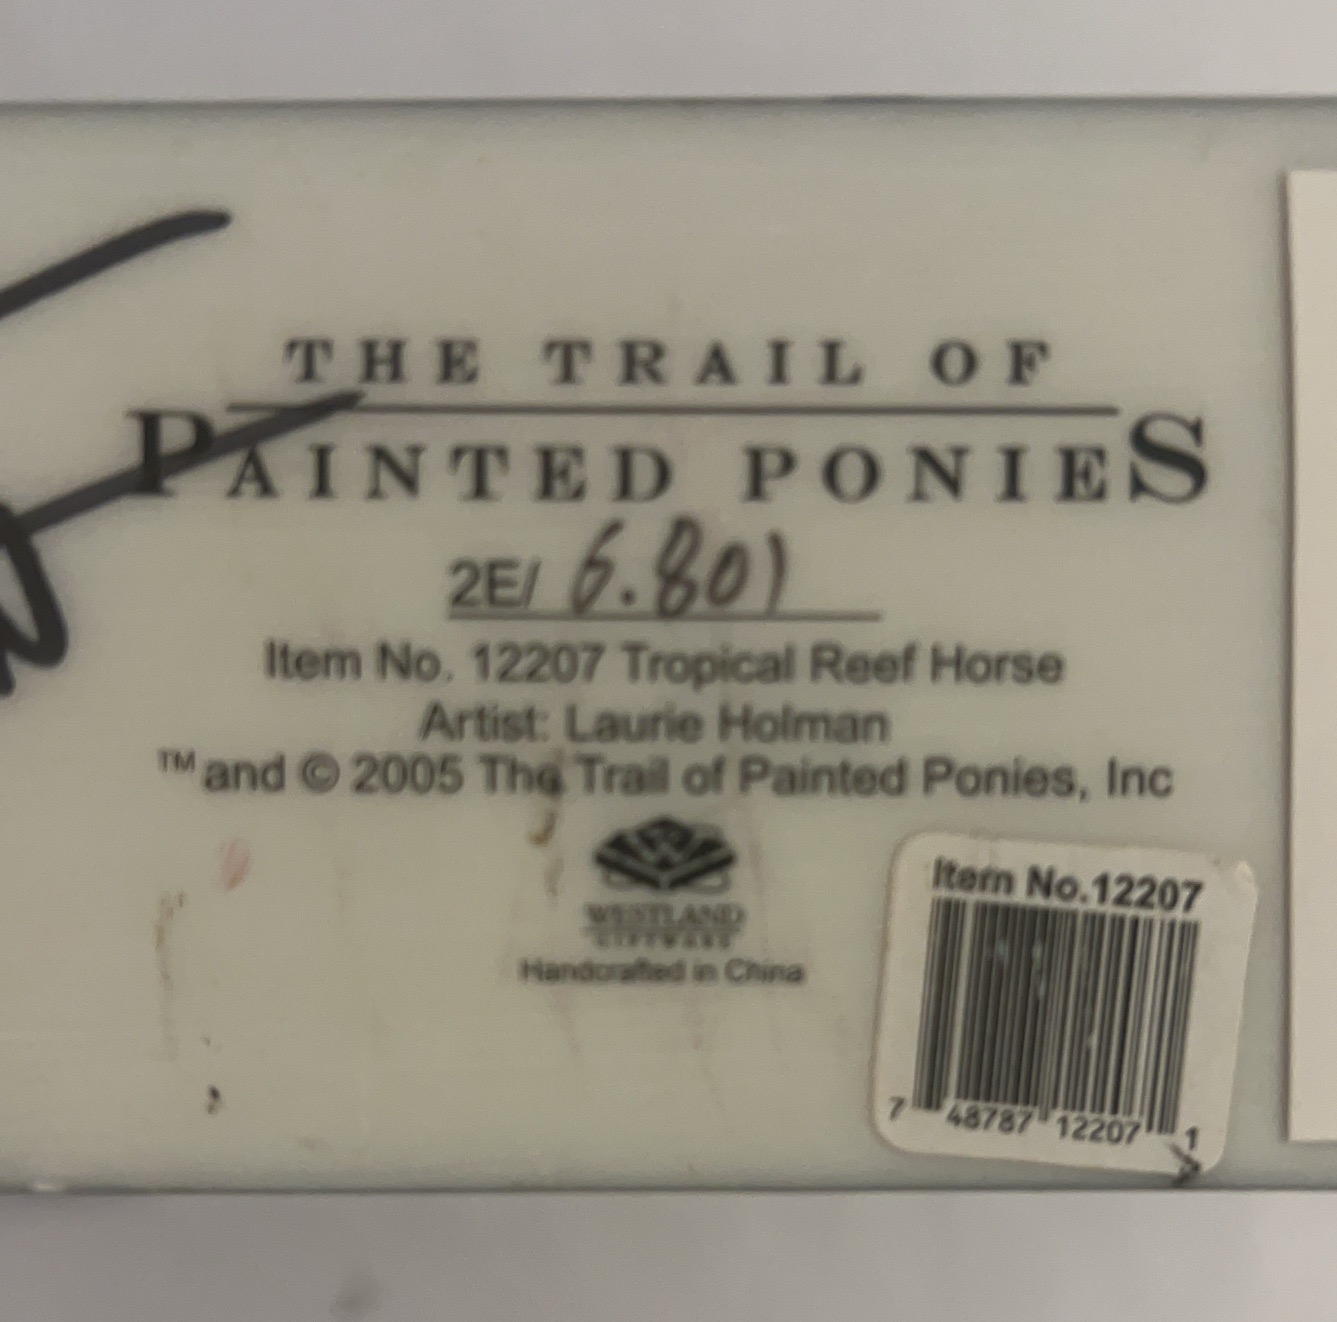 THE TRAIL OF
PAINTED PONIES
2E/ 6.801
Item No. 12207 Tropical Reef Horse
Artist: Laurie Holman
™ and © 2005 The Trail of Painted Ponies, Inc
WESTLAND
GIFTWARE
Handcrafted in China
Item No.12207
7 48787 12207 1